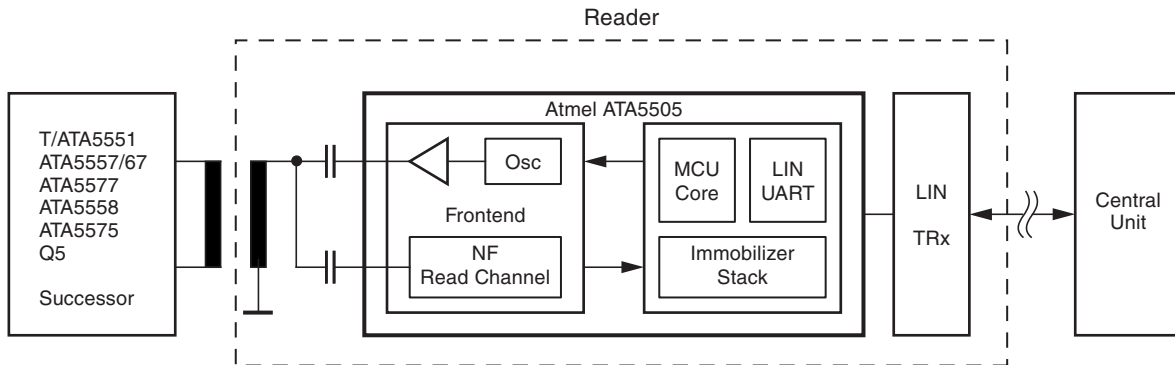 Reader
T/ATA5551
ATA5557/67
ATA5577
ATA5558
ATA5575
Q5
Successor
Atmel ATA5505
Osc
Frontend
NF
Read Channel
MCU
Core
LIN
UART
Immobilizer
Stack
LIN
TRx
Central
Unit